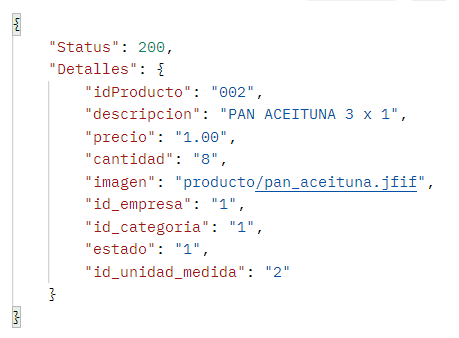 {
"Status": 200,
"Detalles": {
"idProducto": "002",
"descripcion": "PAN ACEITUNA 3 x 1",
"precio": "1.00",
"cantidad": "8",
"imagen": "producto/pan_aceituna.jfif",
"id_empresa": "1",
"id_categoria": "1",
"estado": "1",
"id_unidad_medida": "2"
}
}